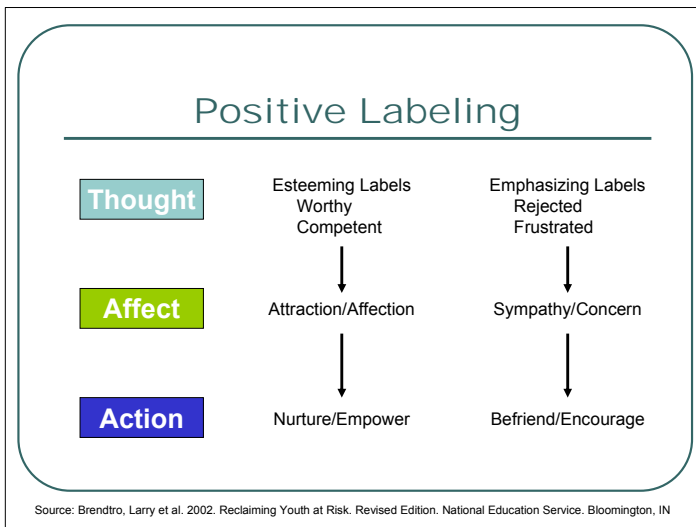 Positive Labeling
Thought
Esteeming Labels
Worthy
Competent
Emphasizing Labels
Rejected
Frustrated
Affect
Attraction/Affection
Sympathy/Concern
Action
Nurture/Empower
Befriend/Encourage
Source: Brendtro, Larry et al. 2002. Reclaiming Youth at Risk. Revised Edition. National Education Service. Bloomington, IN